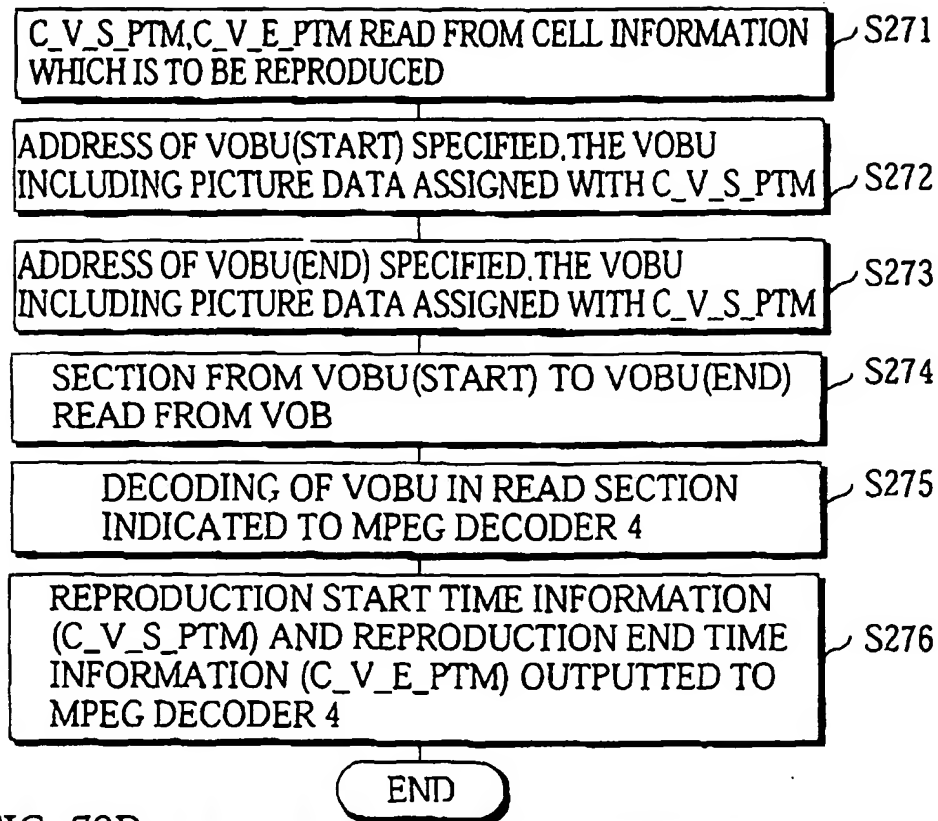 C_V_S_PTM,C_V_E_PTM READ FROM CELL INFORMATION
WHICH IS TO BE REPRODUCED
S271
ADDRESS OF VOBU(START) SPECIFIED.THE VOBU
INCLUDING PICTURE DATA ASSIGNED WITH C_V_S_PTM
S272
ADDRESS OF VOBU(END) SPECIFIED.THE VOBU
INCLUDING PICTURE DATA ASSIGNED WITH C_V_S_PTM
S273
SECTION FROM VOBU(START) TO VOBU(END)
READ FROM VOB
S274
DECODING OF VOBU IN READ SECTION
INDICATED TO MPEG DECODER 4
S275
REPRODUCTION START TIME INFORMATION
(C_V_S_PTM) AND REPRODUCTION END TIME
INFORMATION (C_V_E_PTM) OUTPUTTED TO
MPEG DECODER 4
S276
END